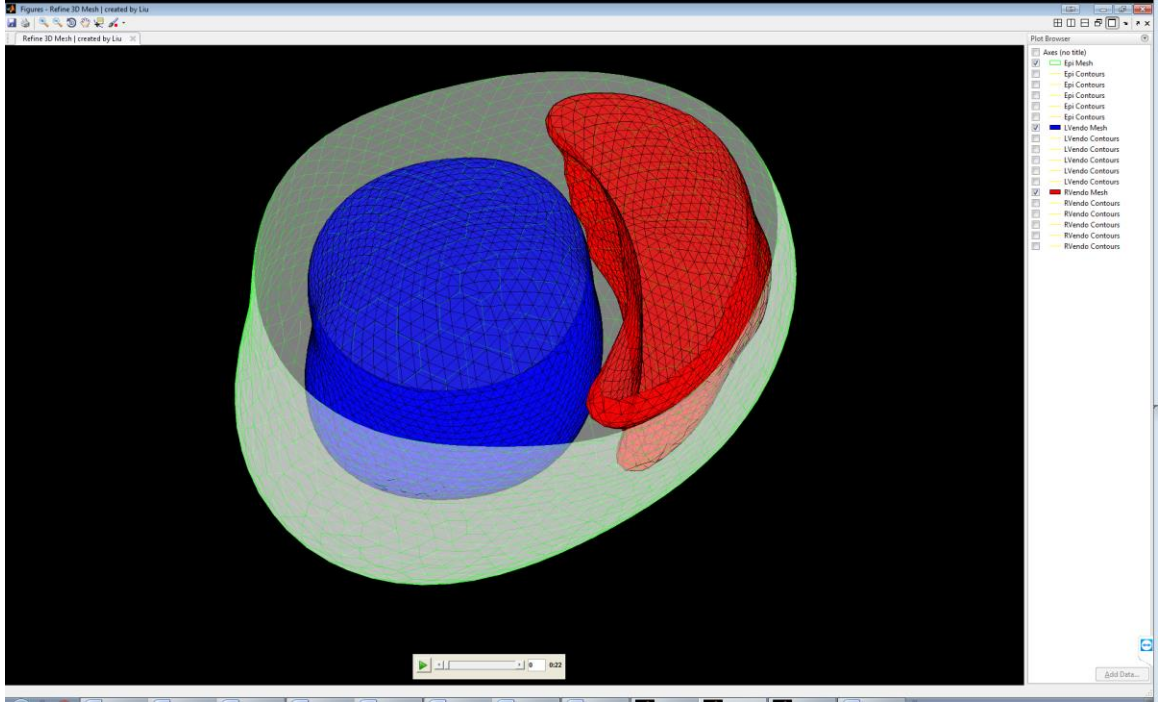 Figures - Refine 3D Mesh | created by Liu
Refine 3D Mesh | created by Liu
Plot Browser
Axes (no title)
Epi Mesh
Epi Contours
Epi Contours
Epi Contours
Epi Contours
Epi Contours
LVendo Mesh
LVendo Contours
LVendo Contours
LVendo Contours
LVendo Contours
LVendo Contours
RVendo Mesh
RVendo Contours
RVendo Contours
RVendo Contours
RVendo Contours
RVendo Contours
0 0:22
Add Data...